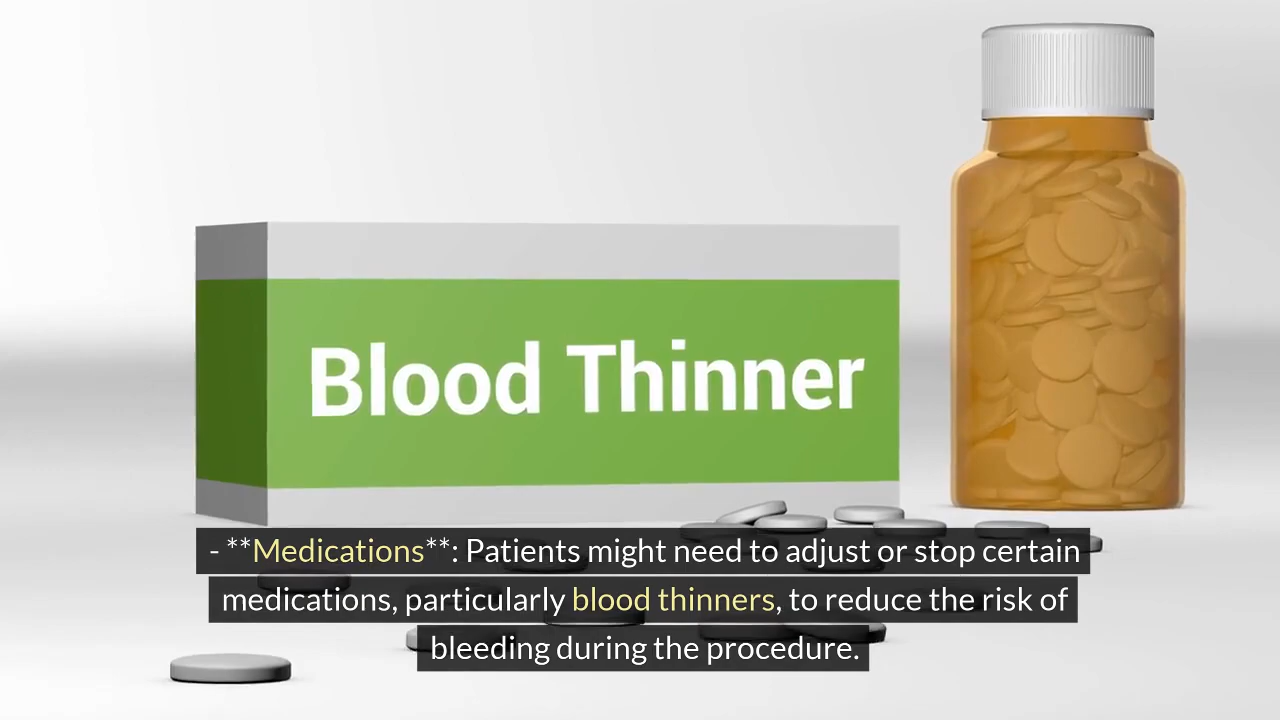 Blood Thinner
- **Medications**: Patients might need to adjust or stop certain
medications, particularly blood thinners, to reduce the risk of
bleeding during the procedure.